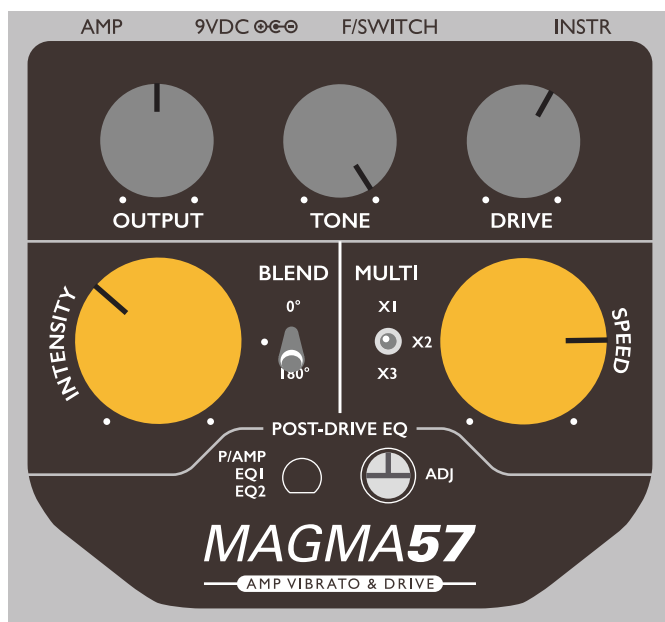 AMP 9VDC F/SWITCH INSTR
OUTPUT TONE DRIVE
BLEND MULTI
INTENSITY
0°
180°
X1
X2
X3
SPEED
POST-DRIVE EQ
P/AMP
EQ1
EQ2
ADJ
MAGMA57
AMP VIBRATO & DRIVE